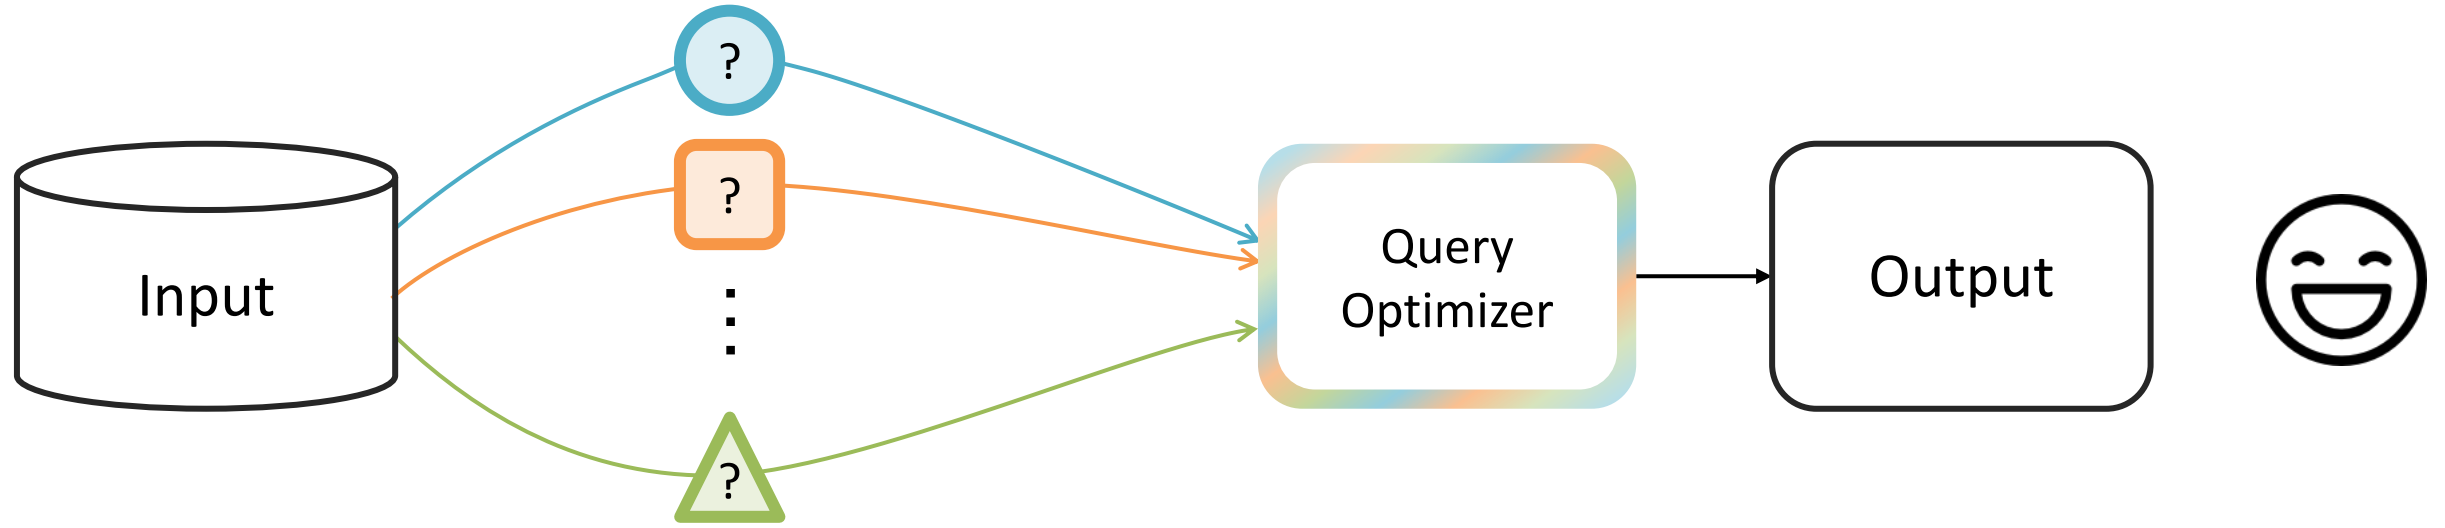 ?
?
?
Input
Query
Optimizer
Output